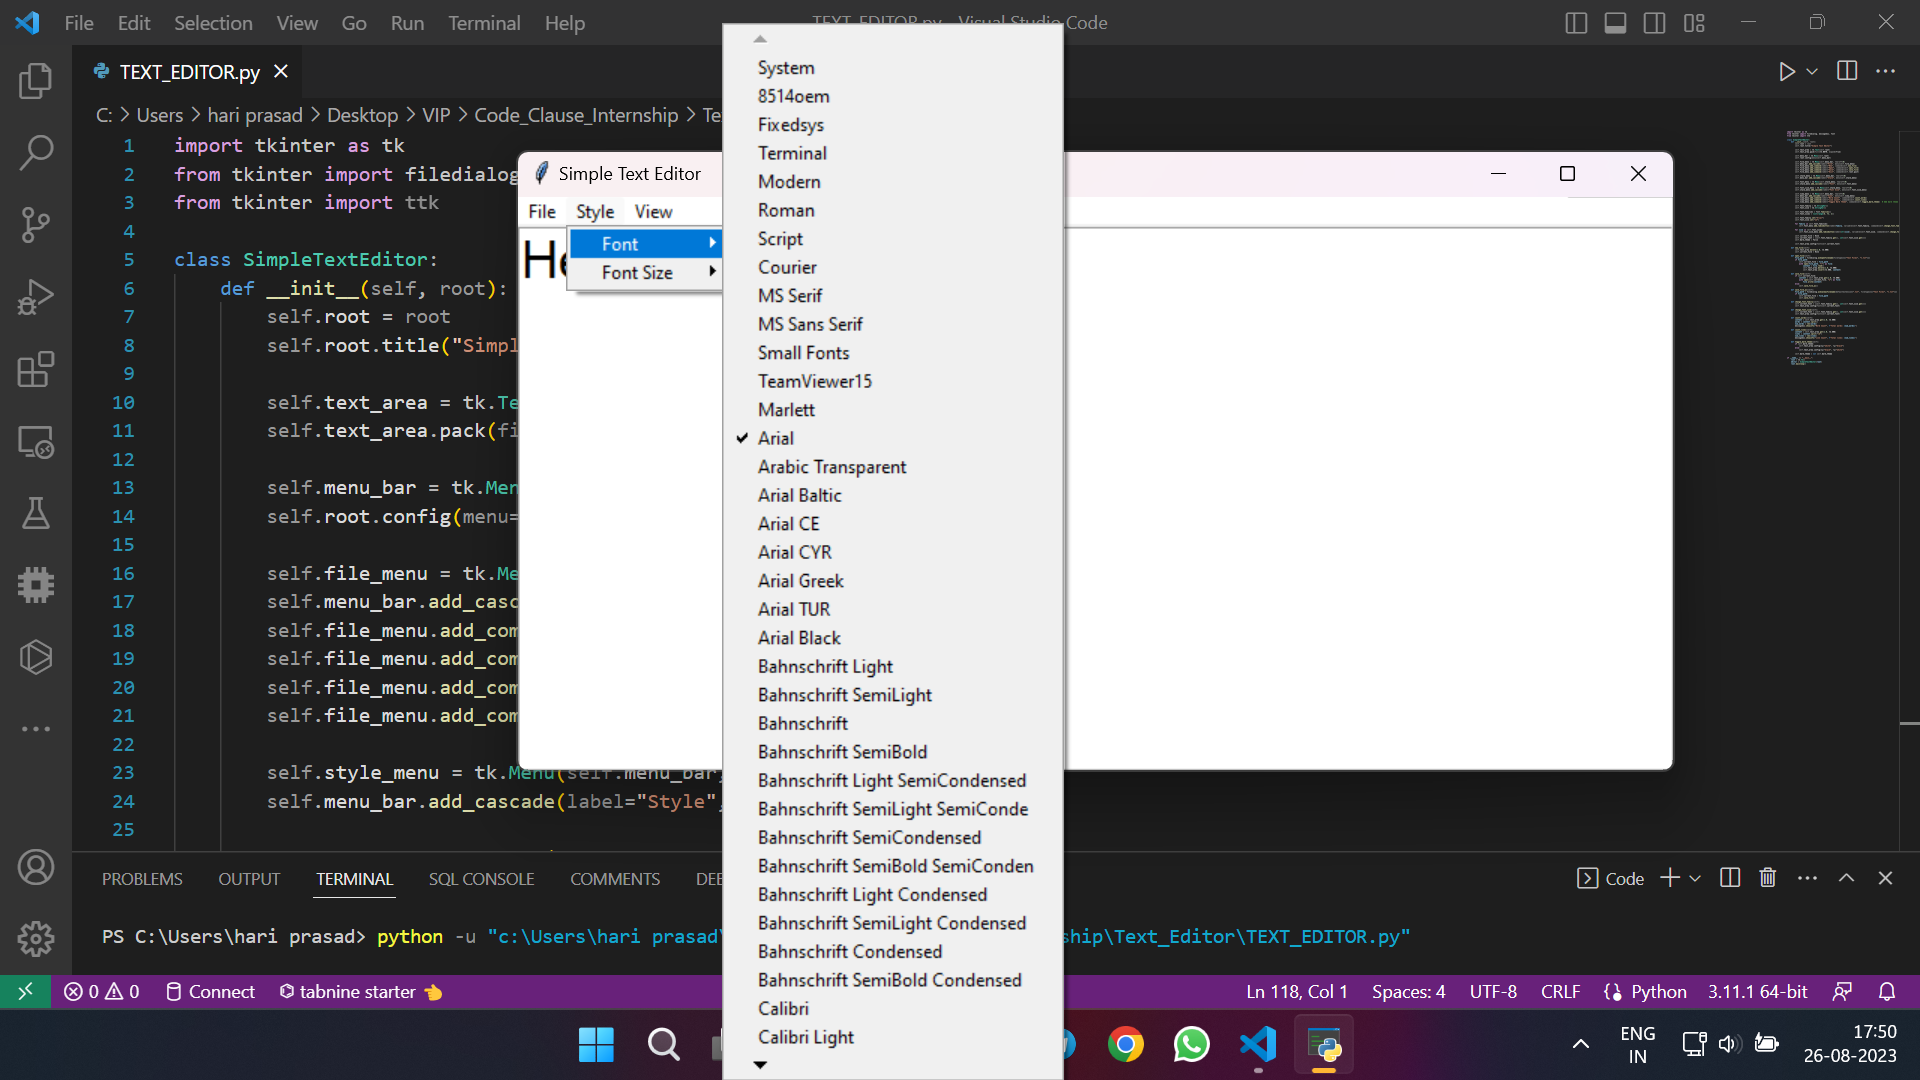 File Edit Selection View Go Run Terminal Help
TEXT_EDITOR.py - Visual Studio Code
TEXT_EDITOR.py
C: > Users > hari prasad > Desktop > VIP > Code_Clause_Internship > Te
1 import tkinter as tk
2 from tkinter import filedialog
3 from tkinter import ttk
4
5 class SimpleTextEditor:
6 def __init__(self, root):
7 self.root = root
8 self.root.title("Simpl
9
10 self.text_area = tk.Te
11 self.text_area.pack(fi
12
13 self.menu_bar = tk.Men
14 self.root.config(menu=
15
16 self.file_menu = tk.Me
17 self.menu_bar.add_casc
18 self.file_menu.add_com
19 self.file_menu.add_com
20 self.file_menu.add_com
21 self.file_menu.add_com
22
23 self.style_menu = tk.Menu(self.menu_bar,
24 self.menu_bar.add_cascade(label="Style",
25
Simple Text Editor
File Style View
He
Font
Font Size
System
8514oem
Fixedsys
Terminal
Modern
Roman
Script
Courier
MS Serif
MS Sans Serif
Small Fonts
TeamViewer15
Marlett
Arial
Arabic Transparent
Arial Baltic
Arial CE
Arial CYR
Arial Greek
Arial TUR
Arial Black
Bahnschrift Light
Bahnschrift SemiLight
Bahnschrift
Bahnschrift SemiBold
Bahnschrift Light SemiCondensed
Bahnschrift SemiLight SemiConde
Bahnschrift SemiCondensed
Bahnschrift SemiBold SemiConden
Bahnschrift Light Condensed
Bahnschrift SemiLight Condensed
Bahnschrift Condensed
Bahnschrift SemiBold Condensed
Calibri
Calibri Light
PROBLEMS OUTPUT TERMINAL SQL CONSOLE COMMENTS DEB
Code
PS C:\Users\hari prasad> python -u "c:\Users\hari prasad\
ship\Text_Editor\TEXT_EDITOR.py"
0 0 Connect tabnine starter
Ln 118, Col 1 Spaces: 4 UTF-8 CRLF Python 3.11.1 64-bit
ENG
IN
17:50
26-08-2023